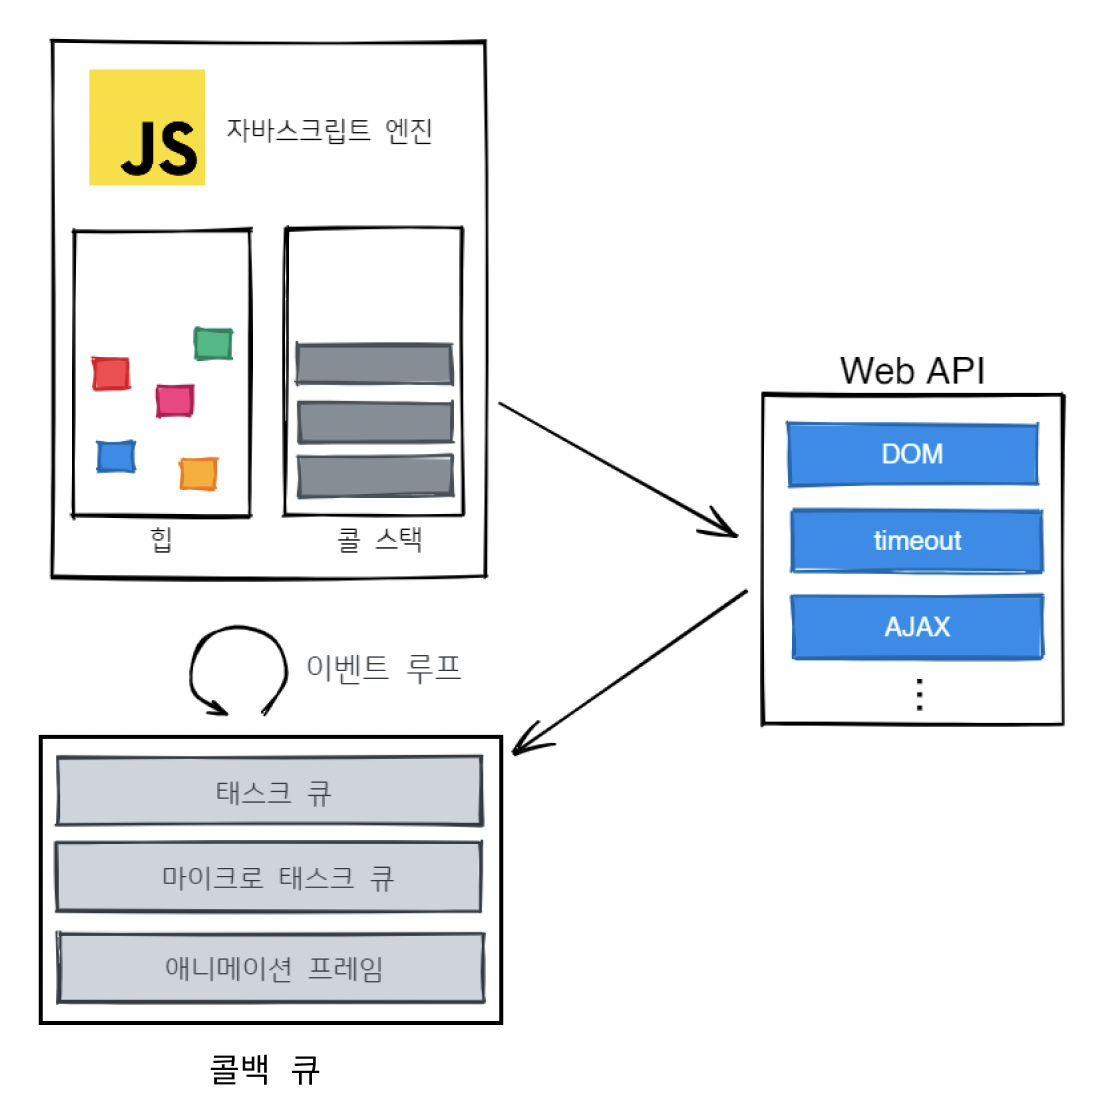 JS
자바스크립트 엔진
힙
콜 스택
Web API
DOM
timeout
AJAX
⋮
이벤트 루프
태스크 큐
마이크로 태스크 큐
애니메이션 프레임
콜백 큐